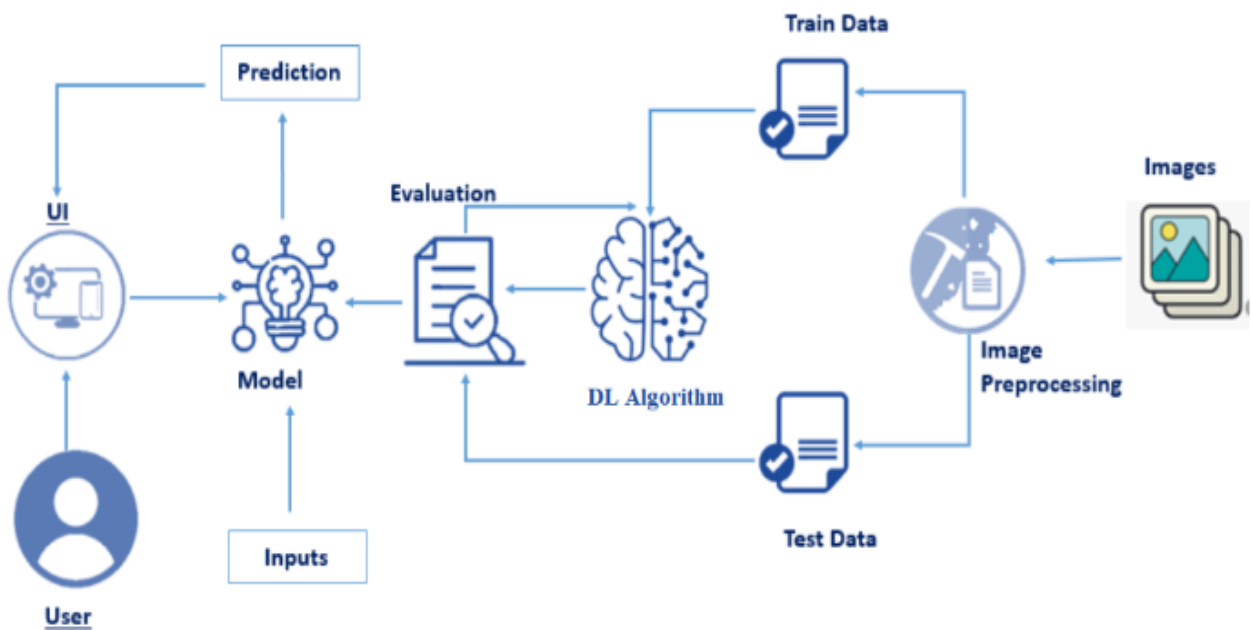 Train Data
Prediction
Images
Evaluation
UI
Image
Preprocessing
Model
DL Algorithm
Test Data
Inputs
User